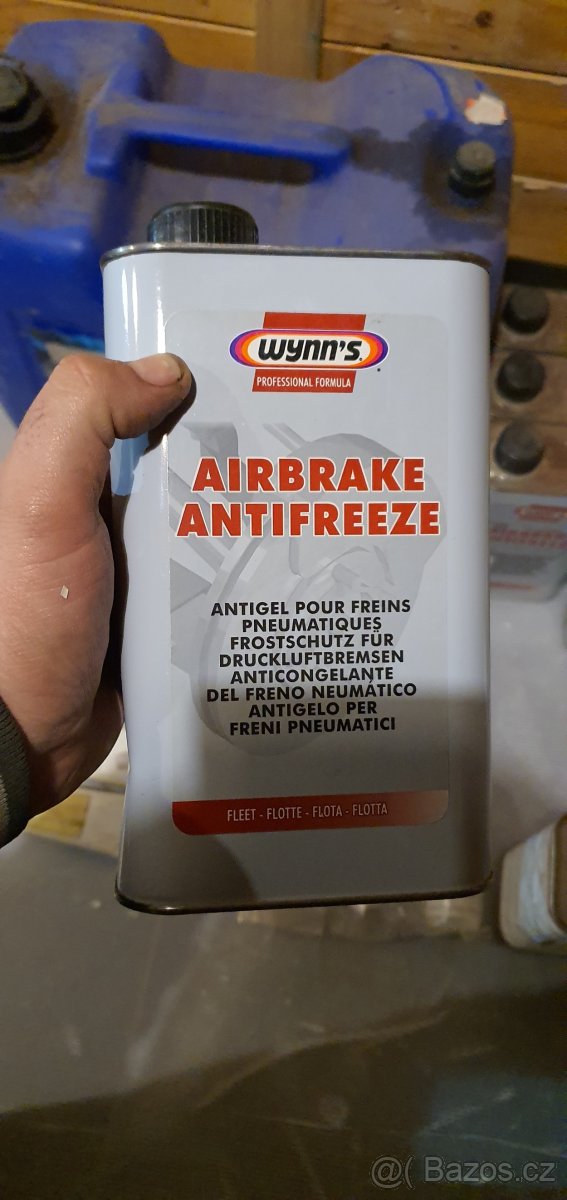 Wynn's
PROFESSIONAL FORMULA
AIRBRAKE
ANTIFREEZE
ANTIGEL POUR FREINS
PNEUMATIQUES
FROSTSCHUTZ FÜR
DRUCKLUFTBREMSEN
ANTICONGELANTE
DEL FRENO NEUMÁTICO
ANTIGELO PER
FRENI PNEUMATICI
FLEET - FLOTTE - FLOTA - FLOTTA
@( Bazos.cz